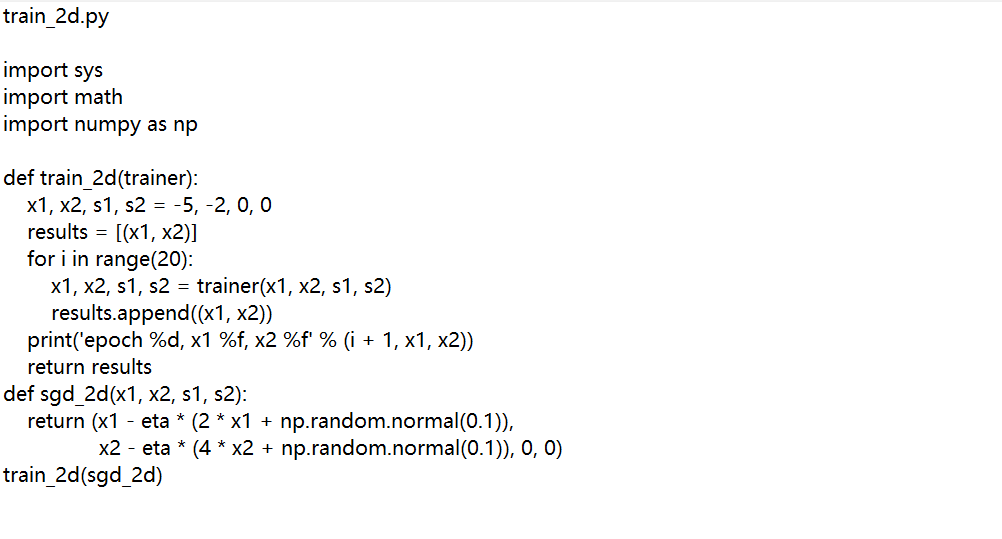 train_2d.py

import sys
import math
import numpy as np

def train_2d(trainer):
    x1, x2, s1, s2 = -5, -2, 0, 0
    results = [(x1, x2)]
    for i in range(20):
        x1, x2, s1, s2 = trainer(x1, x2, s1, s2)
        results.append((x1, x2))
    print('epoch %d, x1 %f, x2 %f' % (i + 1, x1, x2))
    return results
def sgd_2d(x1, x2, s1, s2):
    return (x1 - eta * (2 * x1 + np.random.normal(0.1)),
            x2 - eta * (4 * x2 + np.random.normal(0.1)), 0, 0)
train_2d(sgd_2d)